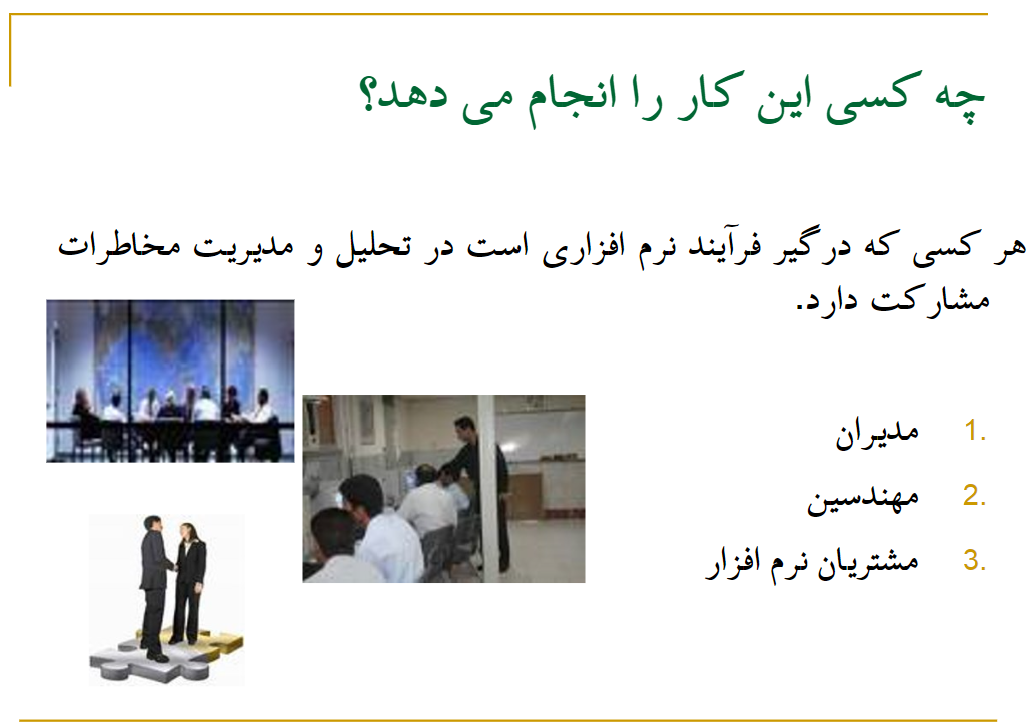 چه کسی این کار را انجام می دهد؟
هر کسی که درگیر فرآیند نرم افزاری است در تحلیل و مدیریت مخاطرات
مشارکت دارد.
1. مدیران
2. مهندسین
3. مشتریان نرم افزار